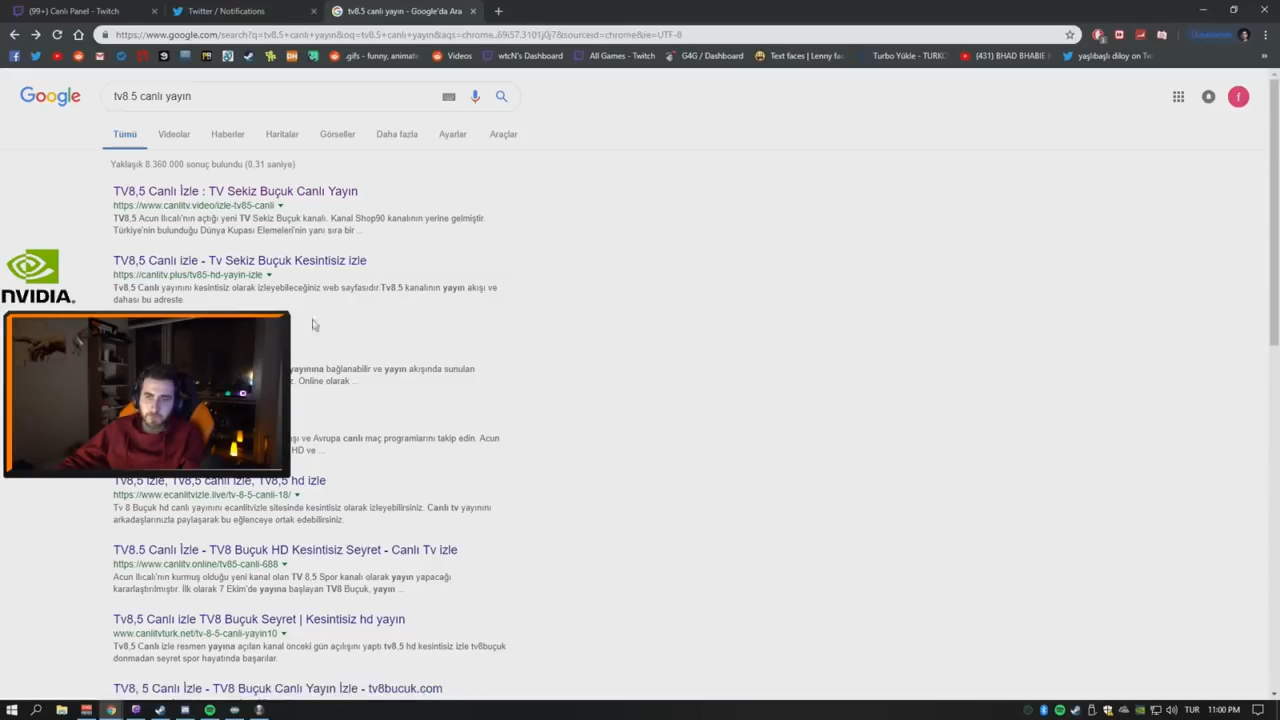 (99+) Canlı Panel - Twitch
Twitter / Notifications
tv8.5 canlı yayın - Google'da Ara
https://www.google.com/search?q=tv8.5+canlı+yayın&oq=tv8.5+canlı+yayın&aqs=chrome..69i57.3101j0j7&sourceid=chrome&ie=UTF-8
.gifs - funny, animate
Videos
wtcN's Dashboard
All Games - Twitch
G4G / Dashboard
Text faces | Lenny fac
Turbo Yükle - TURKC
(431) BHAD BHABIE
yaşlıbaşlı diloy on Tw
Google
tv8.5 canlı yayın
f
Tümü
Videolar
Haberler
Haritalar
Görseller
Daha fazla
Ayarlar
Araçlar
Yaklaşık 8.360.000 sonuç bulundu (0,31 saniye)
TV8,5 Canlı İzle : TV Sekiz Buçuk Canlı Yayın
https://www.canlitv.video/izle-tv85-canli
TV8,5 Acun Ilıcalı'nın açtığı yeni TV Sekiz Buçuk kanalı. Kanal Shop90 kanalının yerine gelmiştir.
Türkiye'nin bulunduğu Dünya Kupası Elemeleri'nin yanı sıra bir ...
TV8,5 Canlı izle - Tv Sekiz Buçuk Kesintisiz izle
https://canlitv.plus/tv85-hd-yayin-izle
Tv8,5 Canlı yayınını kesintisiz olarak izleyebileceğiniz web sayfasıdır.Tv8.5 kanalının yayın akışı ve
dahası bu adreste.
NVIDIA.
yayınına bağlanabilir ve yayın akışında sunulan
z. Online olarak ...
şı ve Avrupa canlı maç programlarını takip edin. Acun
HD ve ...
Tv8,5 izle, TV8,5 canlı izle, TV8,5 hd izle
https://www.ecanlitvizle.live/tv-8-5-canli-18/
Tv 8 Buçuk hd canlı yayınını ecanlitvizle sitesinde kesintisiz olarak izleyebilirsiniz. Canlı tv yayınını
arkadaşlarınızla paylaşarak bu eğlenceye ortak edebilirsiniz.
TV8.5 Canlı İzle - TV8 Buçuk HD Kesintisiz Seyret - Canlı Tv izle
https://www.canlitv.online/tv85-canli-688
Acun Ilıcalı'nın kurmuş olduğu yeni kanal olan TV 8,5 Spor kanalı olarak yayın yapacağı
kararlaştırılmıştır. İlk olarak 7 Ekim'de yayına başlayan TV8 Buçuk, yayın ...
Tv8,5 Canlı izle TV8 Buçuk Seyret | Kesintisiz hd yayın
www.canlitvturk.net/tv-8-5-canli-yayin10
Tv8,5 Canlı izle resmen yayına açılan kanal önceki gün açılışını yaptı tv8.5 hd kesintisiz izle tv8buçuk
donmadan seyret spor hayatında başarılar.
TV8, 5 Canlı İzle - TV8 Buçuk Canlı Yayın İzle - tv8bucuk.com
TUR
11:00 PM